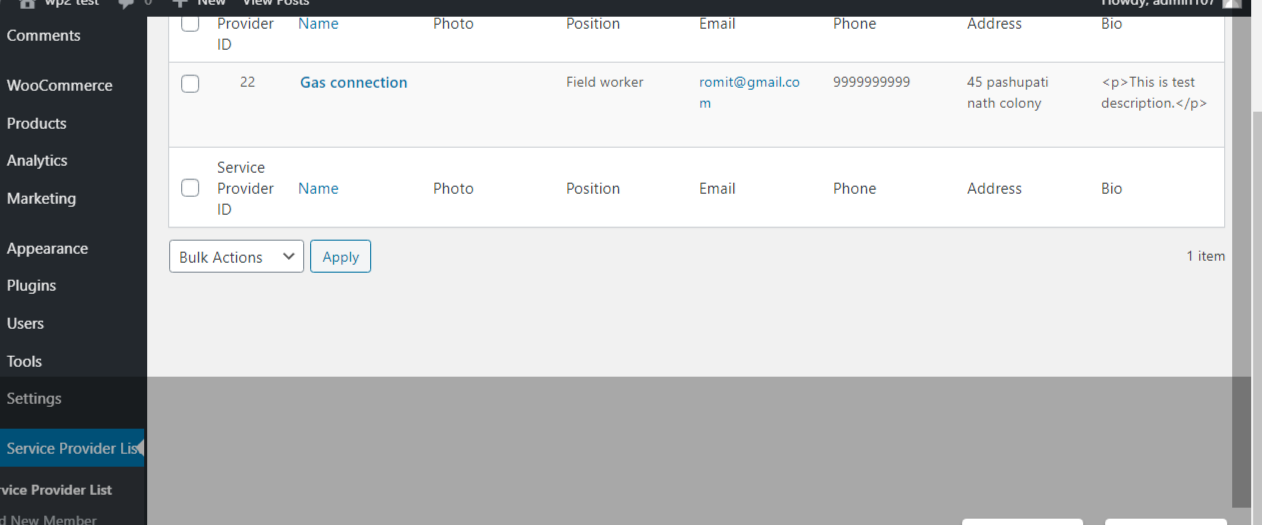 wp2 test 0 New View Posts Howdy, admin107
Comments
WooCommerce
Products
Analytics
Marketing
Appearance
Plugins
Users
Tools
Settings
Service Provider Lis
rvice Provider List
d New Member
Provider ID Name Photo Position Email Phone Address Bio
22 Gas connection Field worker romit@gmail.co 9999999999 45 pashupati <p>This is test
m nath colony description.</p>
Service
Provider Name Photo Position Email Phone Address Bio
ID
Bulk Actions Apply 1 item